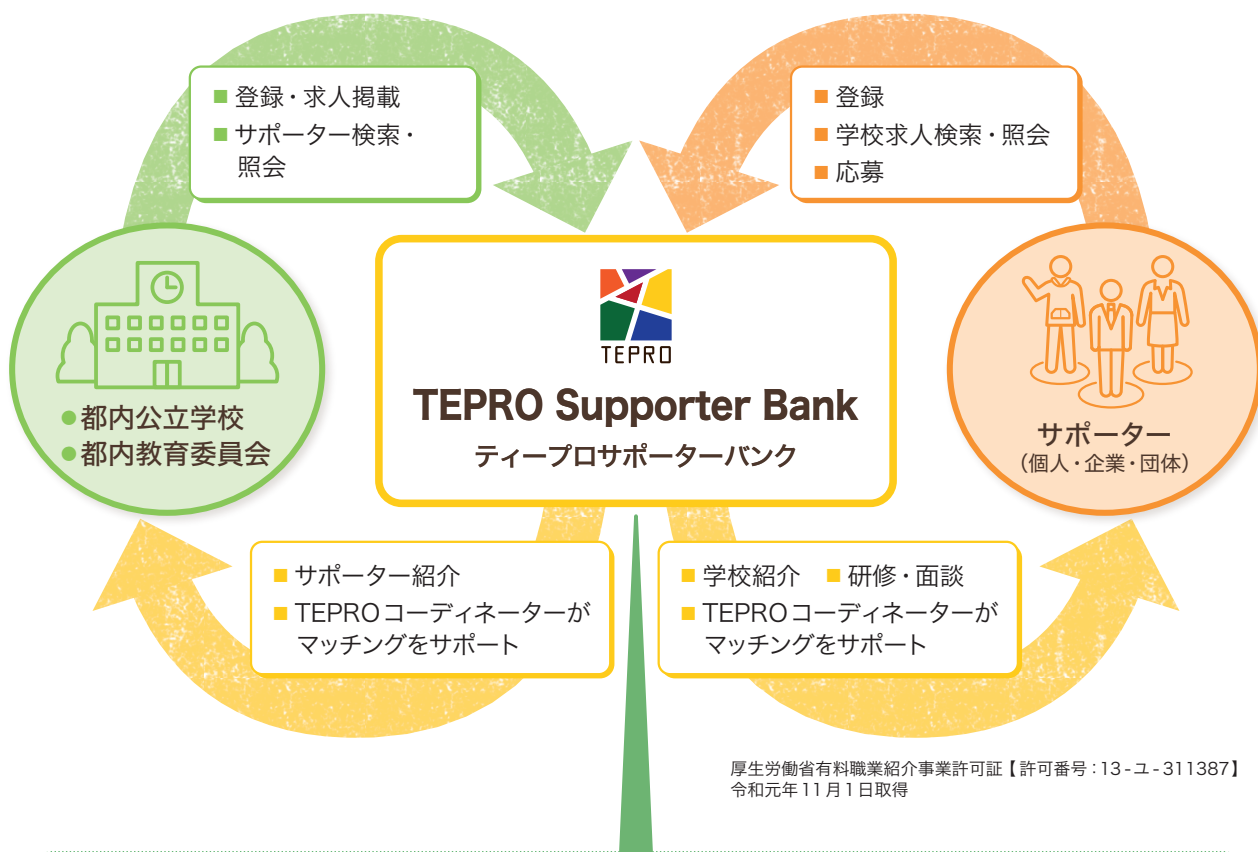 ■ 登録・求人掲載
■ サポーター検索・
照会
■ 登録
■ 学校求人検索・照会
■ 応募
● 都内公立学校
● 都内教育委員会
TEPRO
TEPRO Supporter Bank
ティープロサポーターバンク
サポーター
（個人・企業・団体）
■ サポーター紹介
■ TEPROコーディネーターが
マッチングをサポート
■ 学校紹介 ■ 研修・面談
■ TEPROコーディネーターが
マッチングをサポート
厚生労働省有料職業紹介事業許可証【許可番号：13-ユ-311387】
令和元年11月1日取得